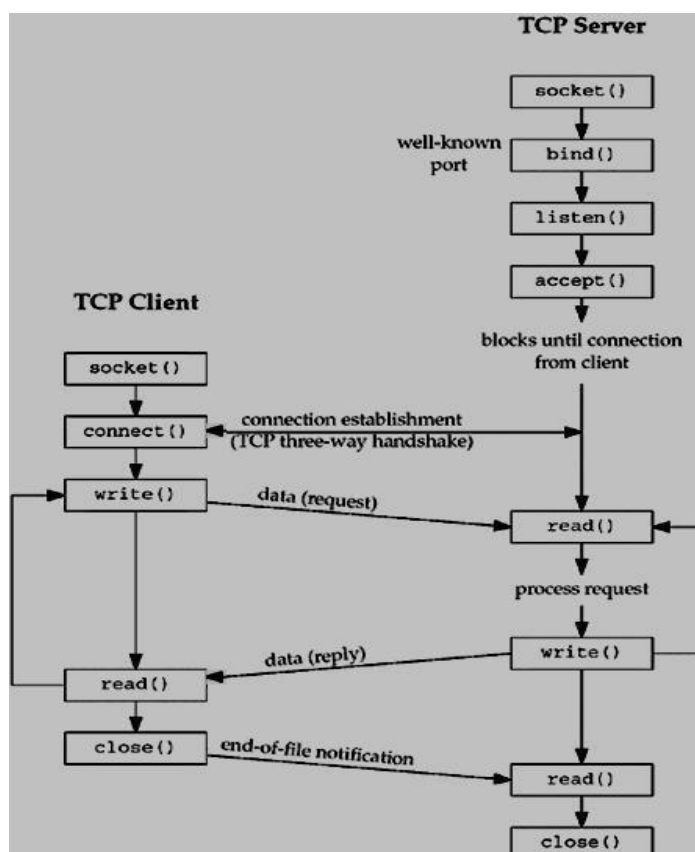 TCP Server
socket()
well-known
port
bind()
listen()
accept()
TCP Client
blocks until connection
from client
socket()
connection establishment
(TCP three-way handshake)
connect()
write()
data (request)
read()
process request
data (reply)
write()
read()
close()
end-of-file notification
read()
close()